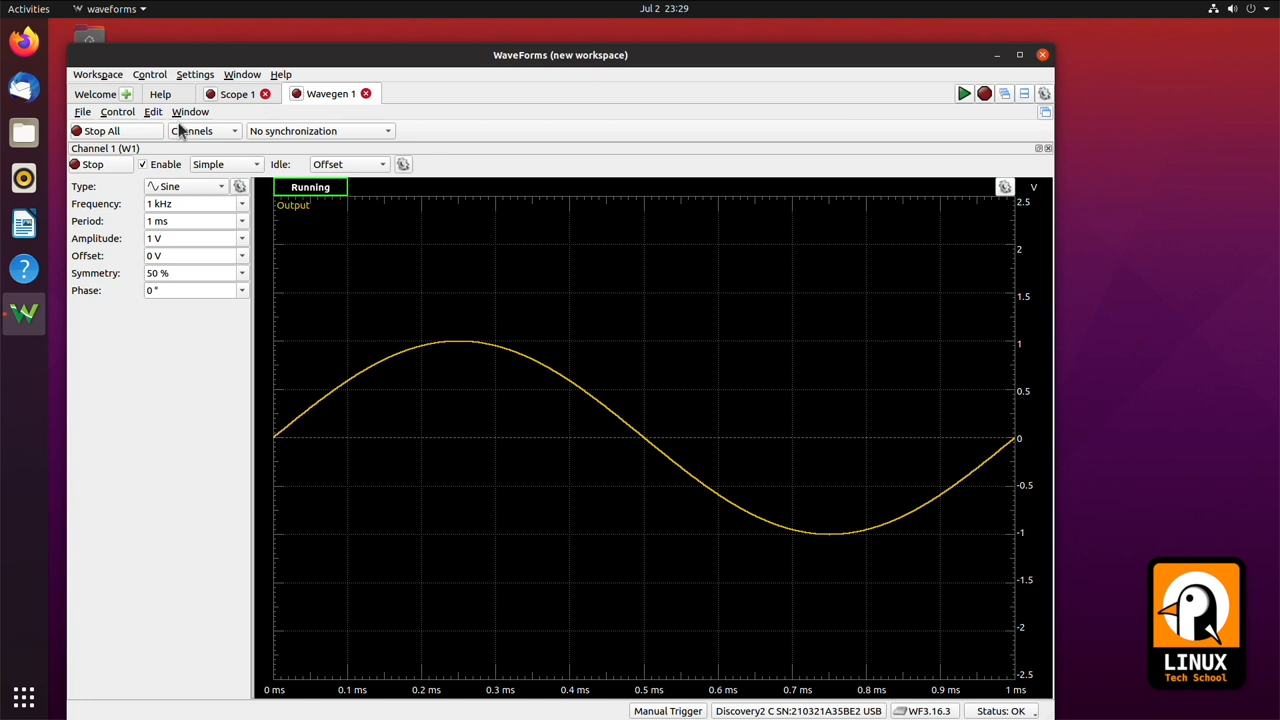 Activities
waveforms
Jul 2 23:29
WaveForms (new workspace)
Workspace Control Settings Window Help
Welcome Help Scope 1 Wavegen 1
File Control Edit Window
Stop All Channels No synchronization
Channel 1 (W1)
Stop Enable Simple Idle: Offset
Type: Sine
Frequency: 1 kHz
Period: 1 ms
Amplitude: 1 V
Offset: 0 V
Symmetry: 50 %
Phase: 0 °
Running
V
Output
2.5
2
1.5
1
0.5
0
-0.5
-1
-1.5
-2
-2.5
0 ms 0.1 ms 0.2 ms 0.3 ms 0.4 ms 0.5 ms 0.6 ms 0.7 ms 0.8 ms 0.9 ms 1 ms
Manual Trigger Discovery2 C SN:210321A35BE2 USB WF3.16.3 Status: OK
LINUX
Tech School